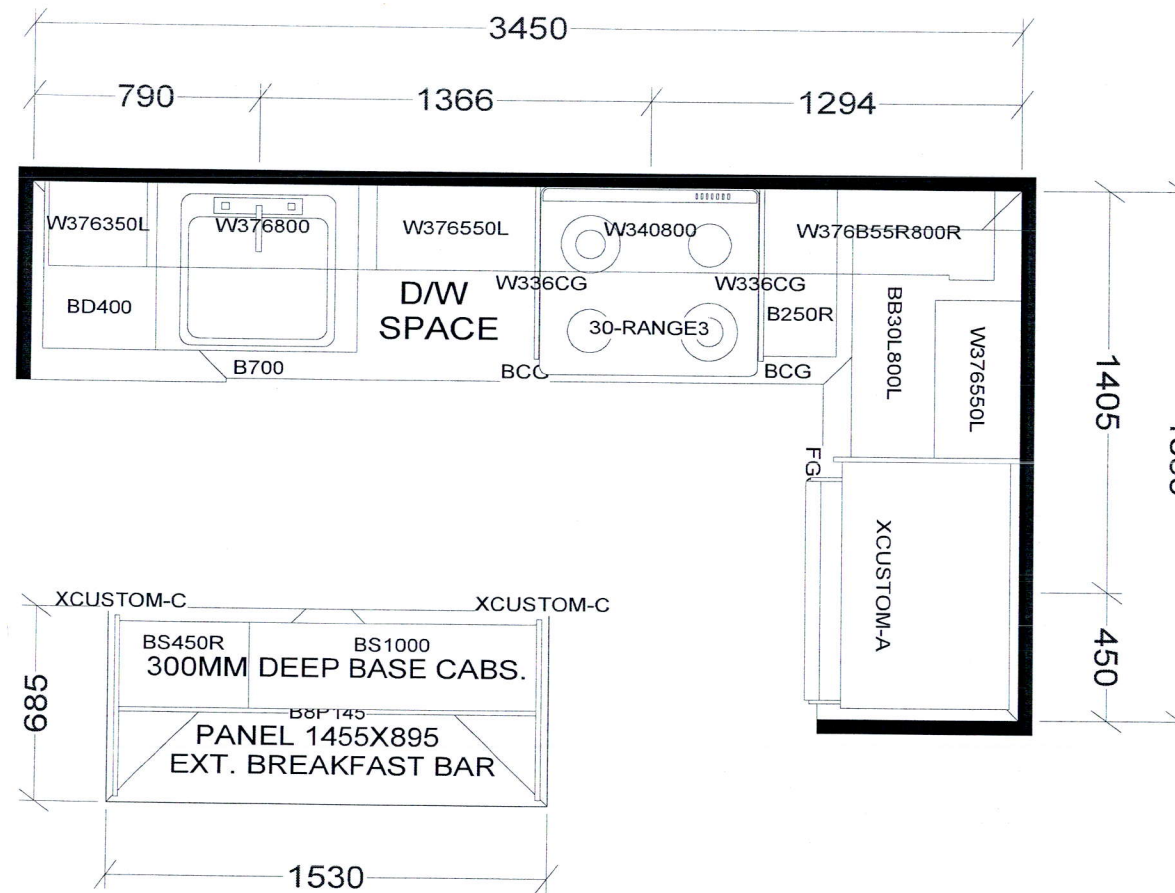 3450
790
1366
1294
W376350L
W376800
W376550L
W340800
W376B55R800R
W336CG
W336CG
BD400
D/W
SPACE
30-RANGE3
B250R
BB30L800L
W376550L
B700
BCG
BCG
1405
FG
XCUSTOM-A
450
XCUSTOM-C
XCUSTOM-C
BS450R
BS1000
300MM DEEP BASE CABS.
685
B8P145
PANEL 1455X895
EXT. BREAKFAST BAR
1530